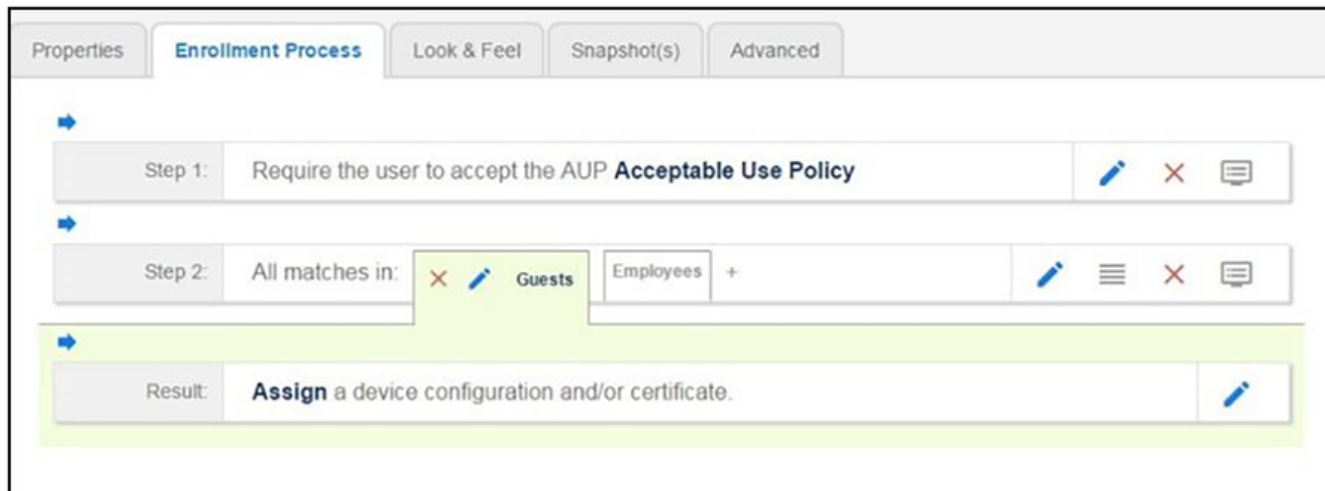 Properties
Enrollment Process
Look & Feel
Snapshot(s)
Advanced
Step 1:
Require the user to accept the AUP Acceptable Use Policy
Step 2:
All matches in:
Guests
Employees
+
Result:
Assign a device configuration and/or certificate.